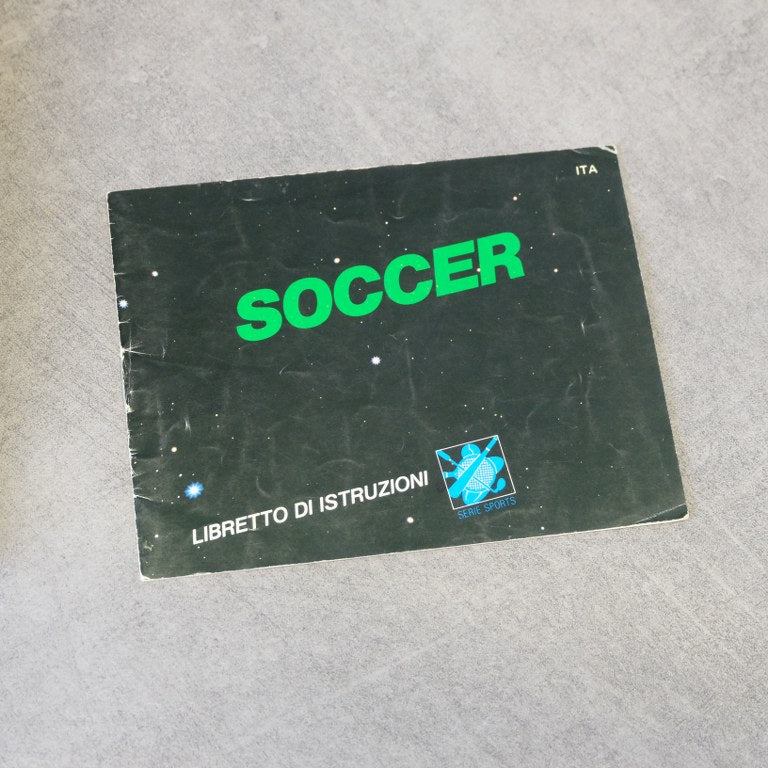 ITA
SOCCER
LIBRETTO DI ISTRUZIONI
SERIE SPORTS